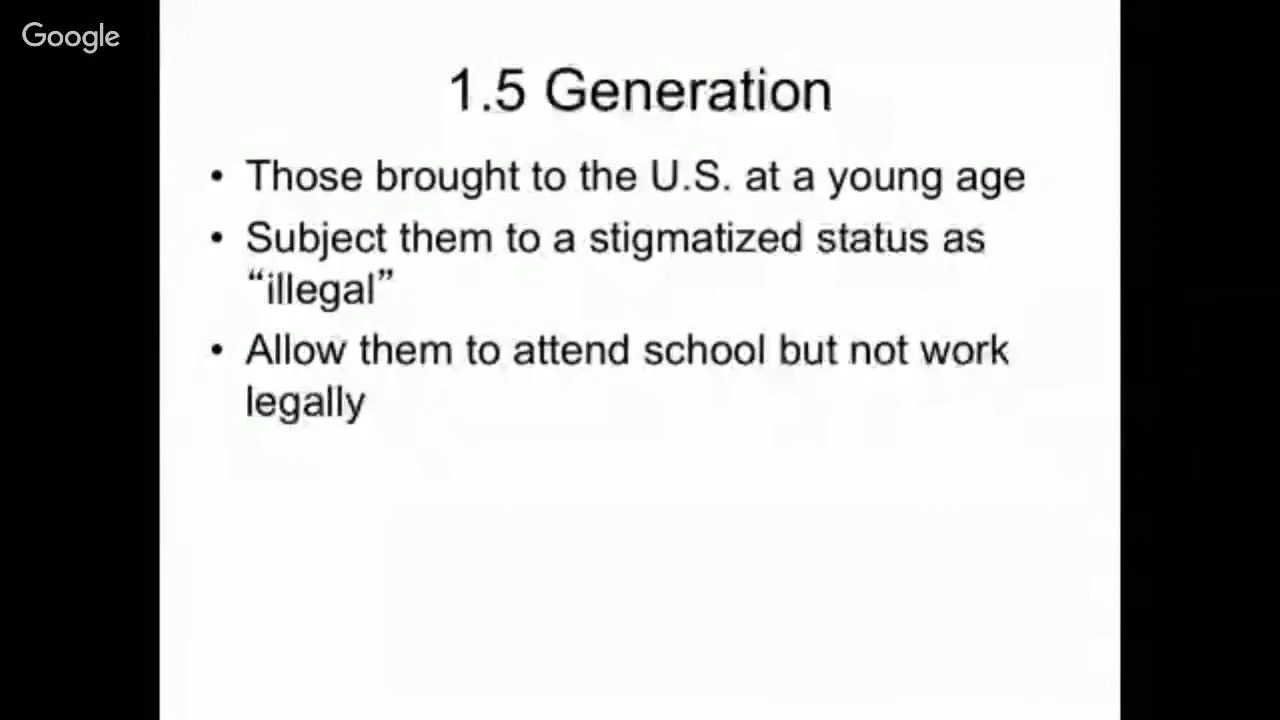 Google
1.5 Generation
• Those brought to the U.S. at a young age
• Subject them to a stigmatized status as
“illegal”
• Allow them to attend school but not work
legally